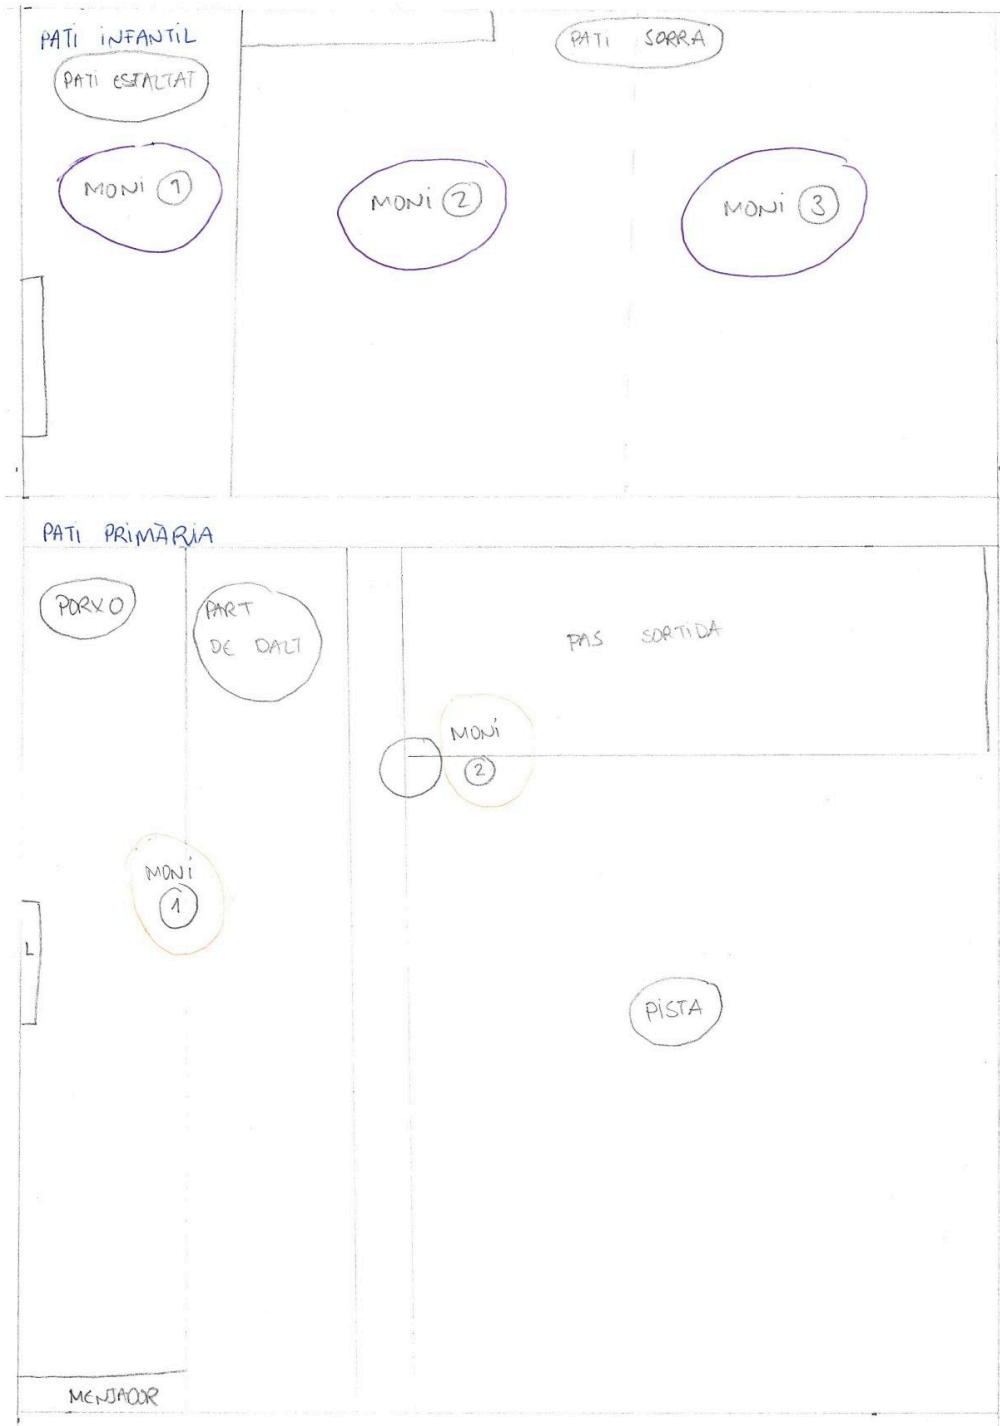 PATI INFANTIL
PATI SORRA
PATI ESTALTAT
MONI 1
MONI 2
MONI 3
PATI PRIMÀRIA
PORXO
PART
DE DALT
PAS SORTIDA
MONI
2
MONI
1
PISTA
MENJADOR